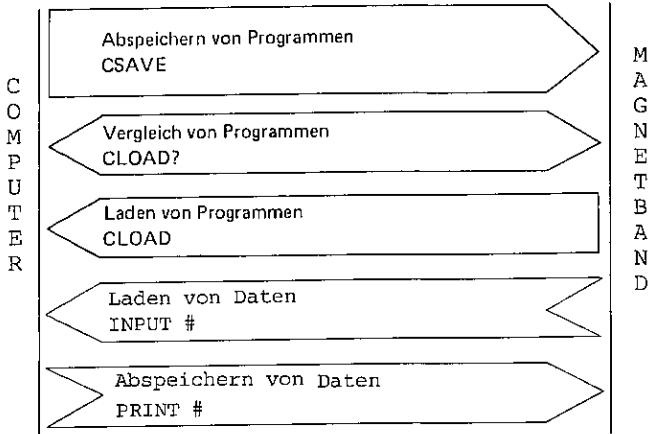 COMPUTER
Abspeichern von Programmen
CSAVE
Vergleich von Programmen
CLOAD?
Laden von Programmen
CLOAD
Laden von Daten
INPUT #
Abspeichern von Daten
PRINT #
MAGNETBAND